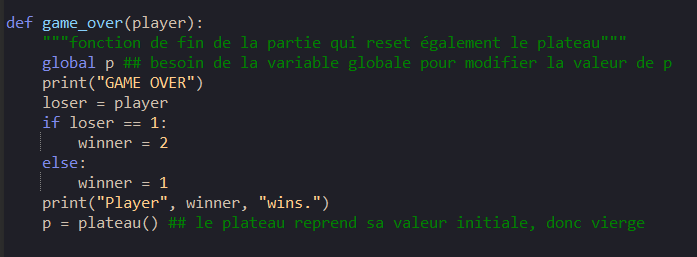 def game_over(player):
    """fonction de fin de la partie qui reset également le plateau"""
    global p ## besoin de la variable globale pour modifier la valeur de p
    print("GAME OVER")
    loser = player
    if loser == 1:
        winner = 2
    else:
        winner = 1
    print("Player", winner, "wins.")
    p = plateau() ## le plateau reprend sa valeur initiale, donc vierge